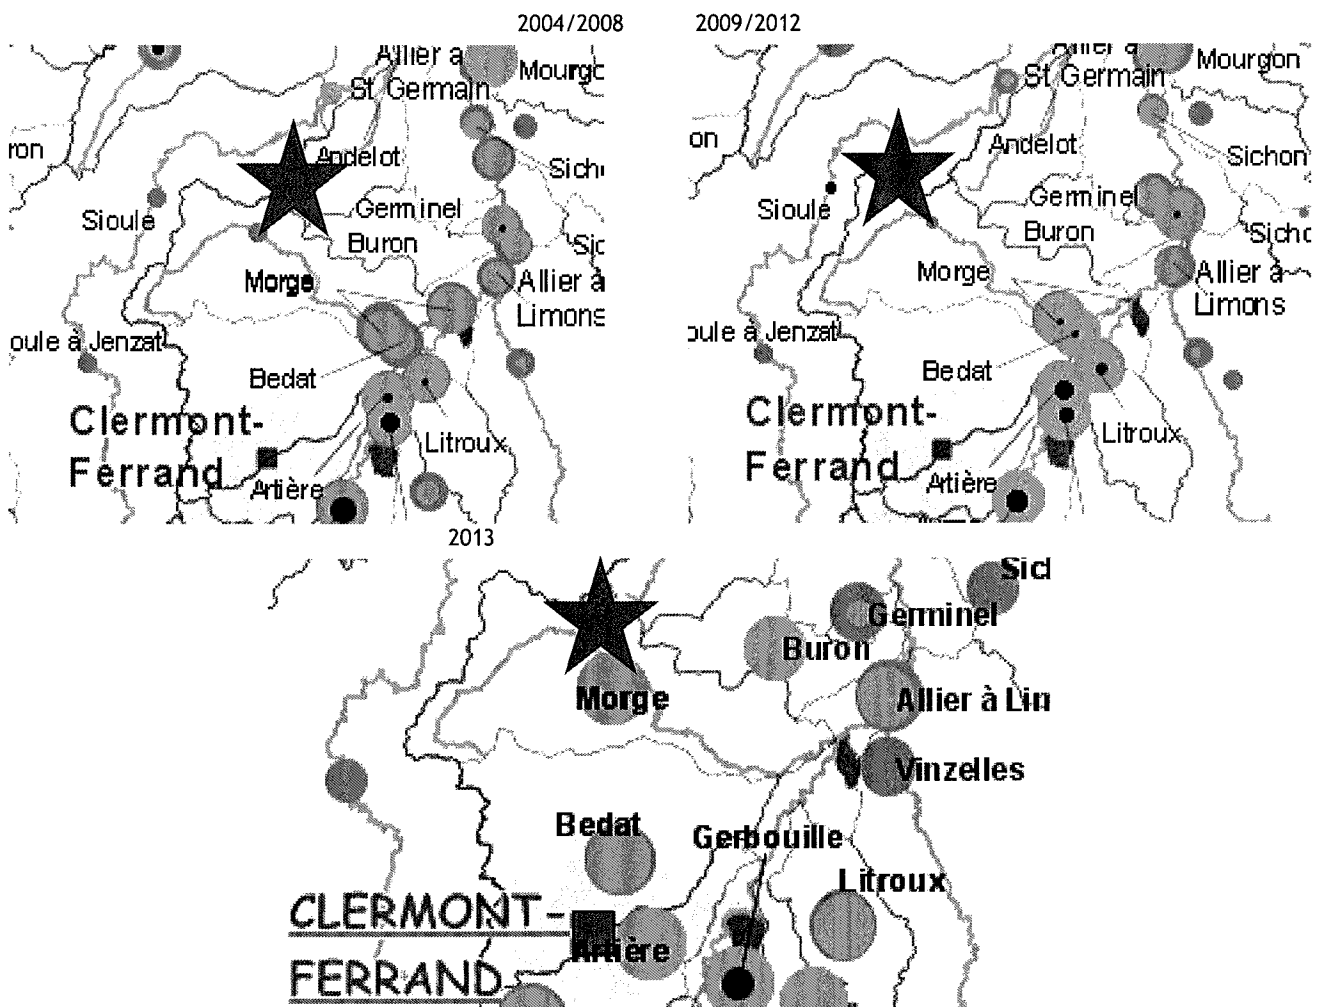 2004/2008
Allier à
Mourgo
St Germain
ron
Andelot
Sich
Sioule
Germinel
Buron
Sic
Morge
Allier à
Limons
oule à Jenzat
Bedat
Clermont-
Ferrand
Litroux
Artière
2009/2012
Allier à
Mourgon
St Germain
on
Andelot
Sichon
Sioule
Germinel
Buron
Sicho
Morge
Allier à
Limons
oule à Jenzat
Bedat
Clermont-
Ferrand
Litroux
Artière
2013
Sicl
Germinel
Buron
Morge
Allier à Lin
Vinzelles
Bedat
Gerbouille
Litroux
CLERMONT-
Artière
FERRAND